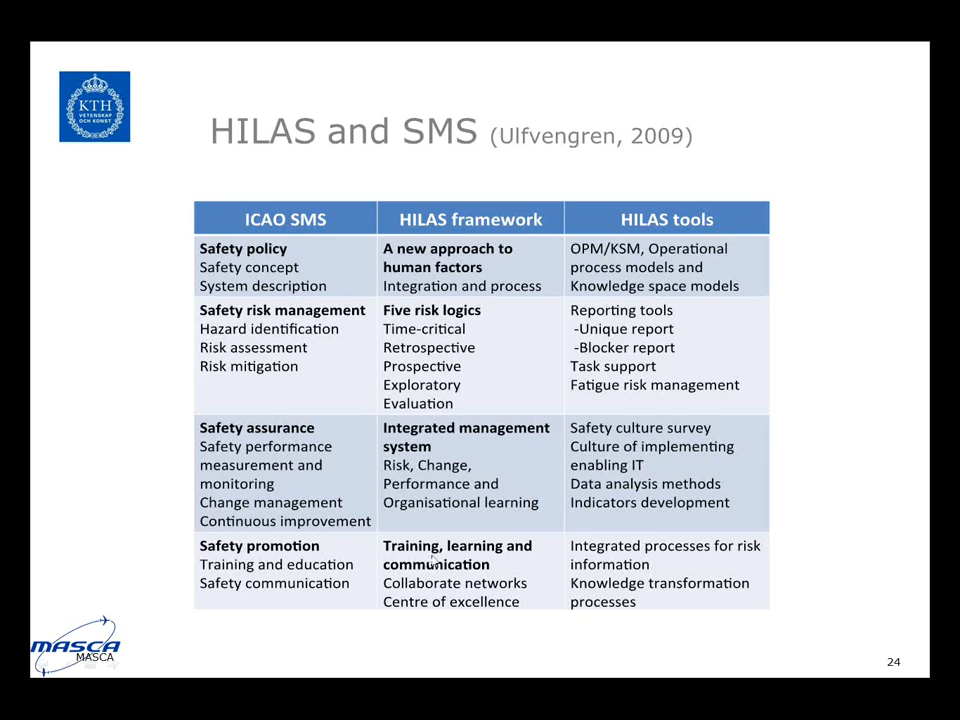 KTH
VETENSKAP
OCH KONST
HILAS and SMS (Ulfvengren, 2009)
ICAO SMS
HILAS framework
HILAS tools
Safety policy
Safety concept
System description
A new approach to
human factors
Integration and process
OPM/KSM, Operational
process models and
Knowledge space models
Safety risk management
Hazard identification
Risk assessment
Risk mitigation
Five risk logics
Time-critical
Retrospective
Prospective
Exploratory
Evaluation
Reporting tools
-Unique report
-Blocker report
Task support
Fatigue risk management
Safety assurance
Safety performance
measurement and
monitoring
Change management
Continuous improvement
Integrated management
system
Risk, Change,
Performance and
Organisational learning
Safety culture survey
Culture of implementing
enabling IT
Data analysis methods
Indicators development
Safety promotion
Training and education
Safety communication
Training, learning and
communication
Collaborate networks
Centre of excellence
Integrated processes for risk
information
Knowledge transformation
processes
MASCA
MASCA
24